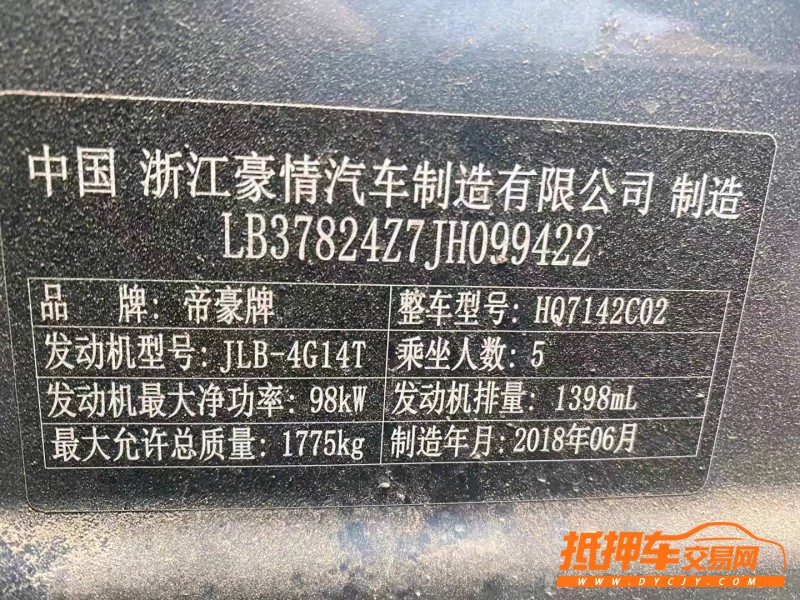 中国 浙江豪情汽车制造有限公司 制造
LB37824Z7JH099422
品 牌: 帝豪牌 整车型号: HQ7142C02
发动机型号: JLB-4G14T 乘坐人数: 5
发动机最大净功率: 98kW 发动机排量: 1398mL
最大允许总质量: 1775kg 制造年月: 2018年06月
抵押车交易网
WWW.DYCJY.COM